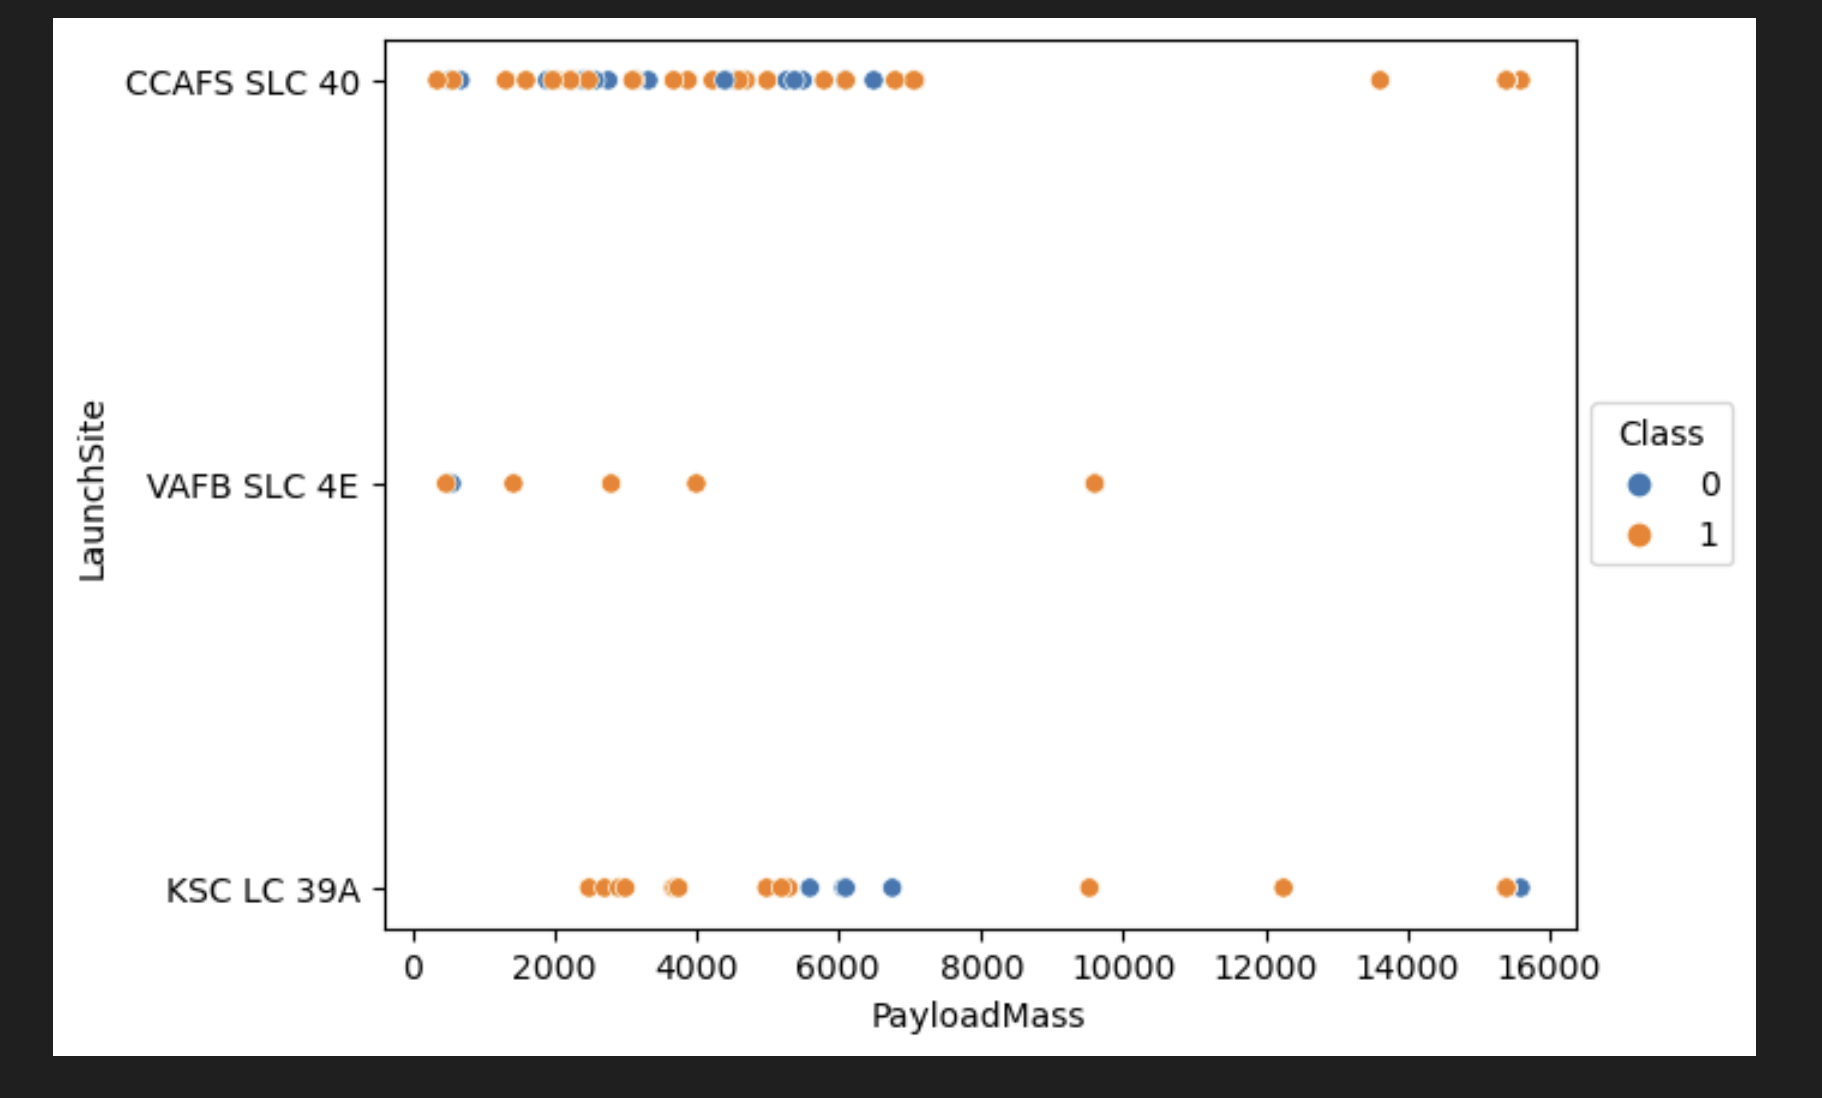 CCAFS SLC 40
VAFB SLC 4E
KSC LC 39A
LaunchSite
0 2000 4000 6000 8000 10000 12000 14000 16000
PayloadMass
Class
0
1